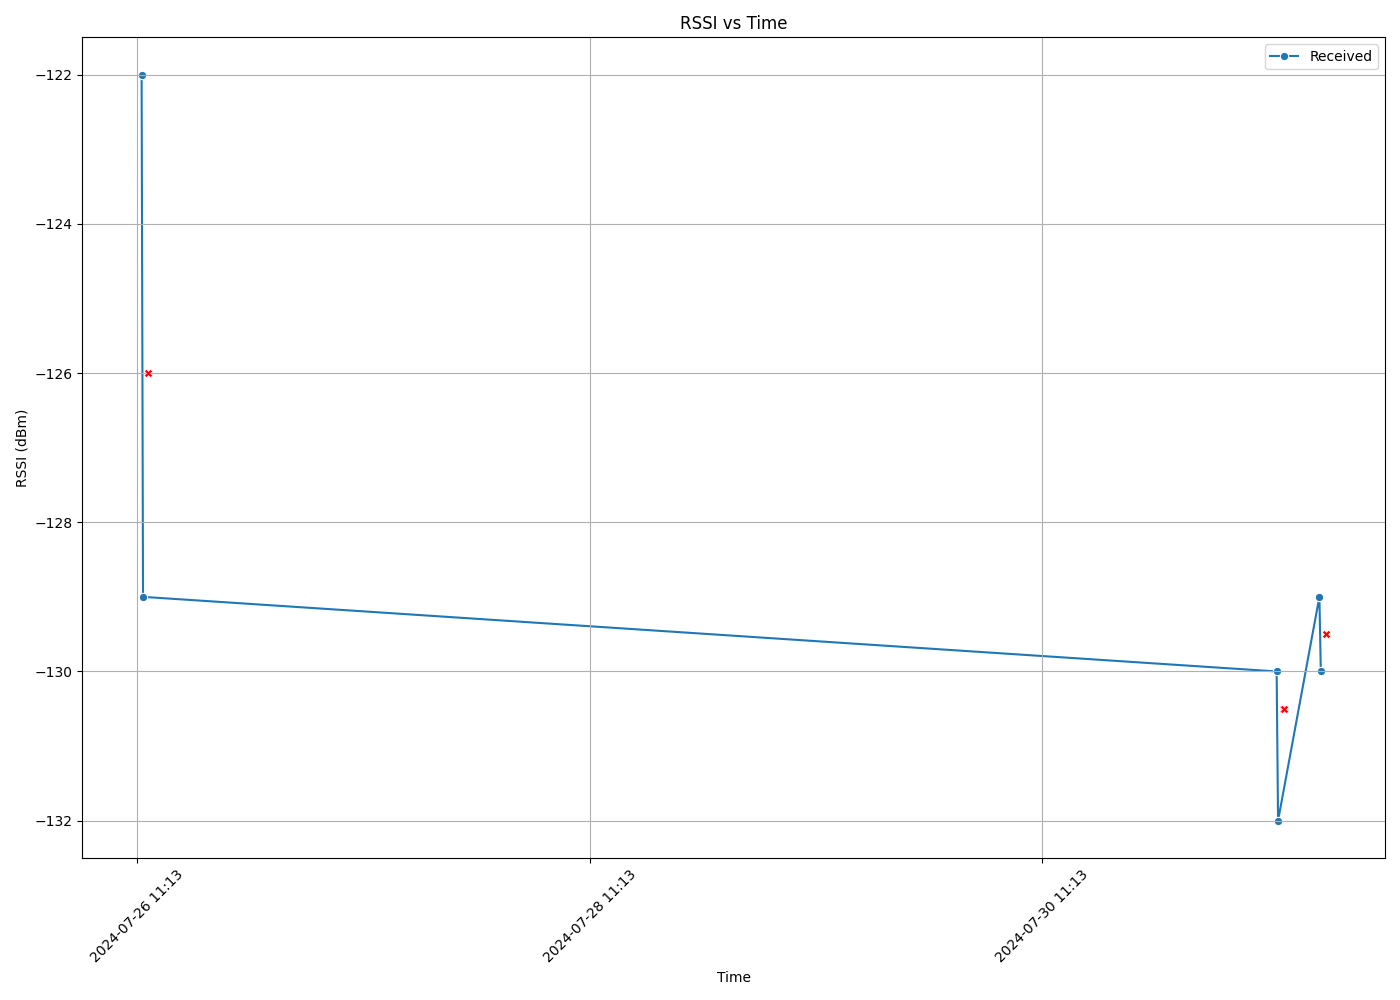 RSSI vs Time
Received
−122
−124
−126
−128
−130
−132
RSSI (dBm)
2024-07-26 11:13
2024-07-28 11:13
2024-07-30 11:13
Time